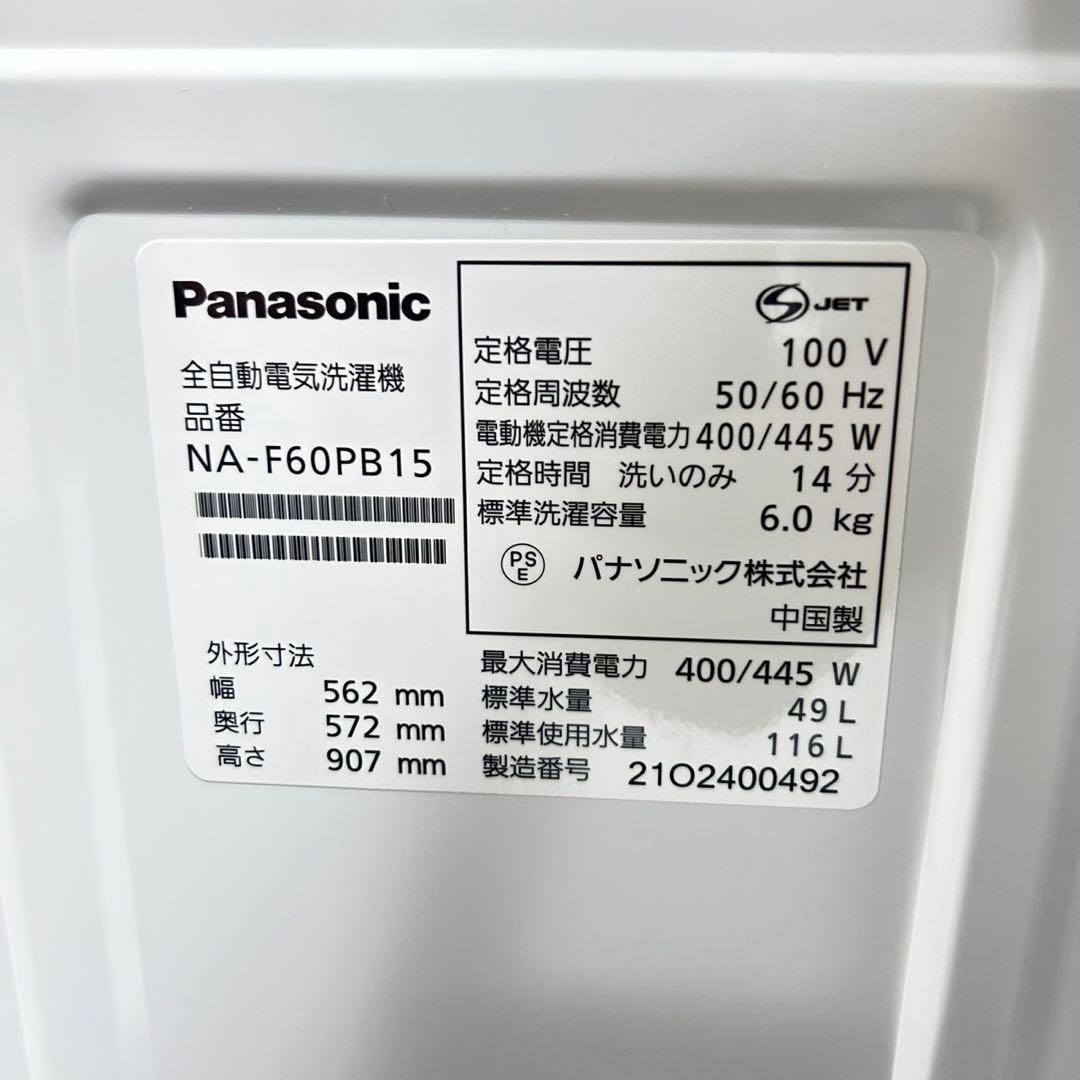 Panasonic
全自動電気洗濯機
品番
NA-F60PB15
外形寸法
幅 562 mm
奥行 572 mm
高さ 907 mm
S JET
定格電圧 100 V
定格周波数 50/60 Hz
電動機定格消費電力 400/445 W
定格時間 洗いのみ 14 分
標準洗濯容量 6.0 kg
PS
E
パナソニック株式会社
中国製
最大消費電力 400/445 W
標準水量 49 L
標準使用水量 116 L
製造番号 21O2400492